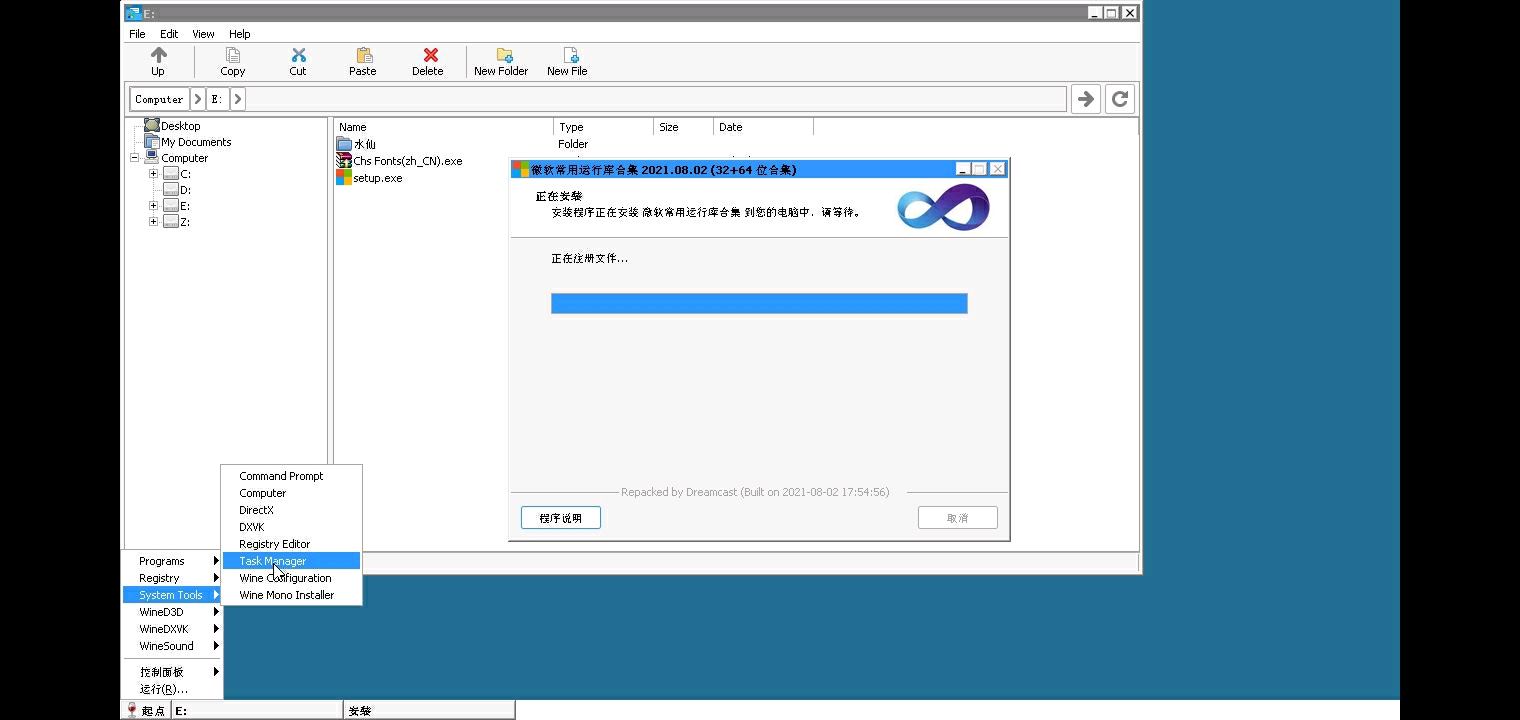 E:
File Edit View Help
Up Copy Cut Paste Delete New Folder New File
Computer E:
Desktop
My Documents
Computer
C:
D:
E:
Z:
Name Type Size Date
水仙 Folder
Chs Fonts(zh_CN).exe
setup.exe
微软常用运行库合集 2021.08.02 (32+64 位合集)
正在安装
安装程序正在安装 微软常用运行库合集 到您的电脑中，请等待。
正在注册文件...
Repacked by Dreamcast (Built on 2021-08-02 17:54:56)
程序说明 取消
Command Prompt
Computer
DirectX
DXVK
Registry Editor
Task Manager
Wine Configuration
Wine Mono Installer
Programs
Registry
System Tools
WineD3D
WineDXVK
WineSound
控制面板
运行(R)...
起点 E: 安装